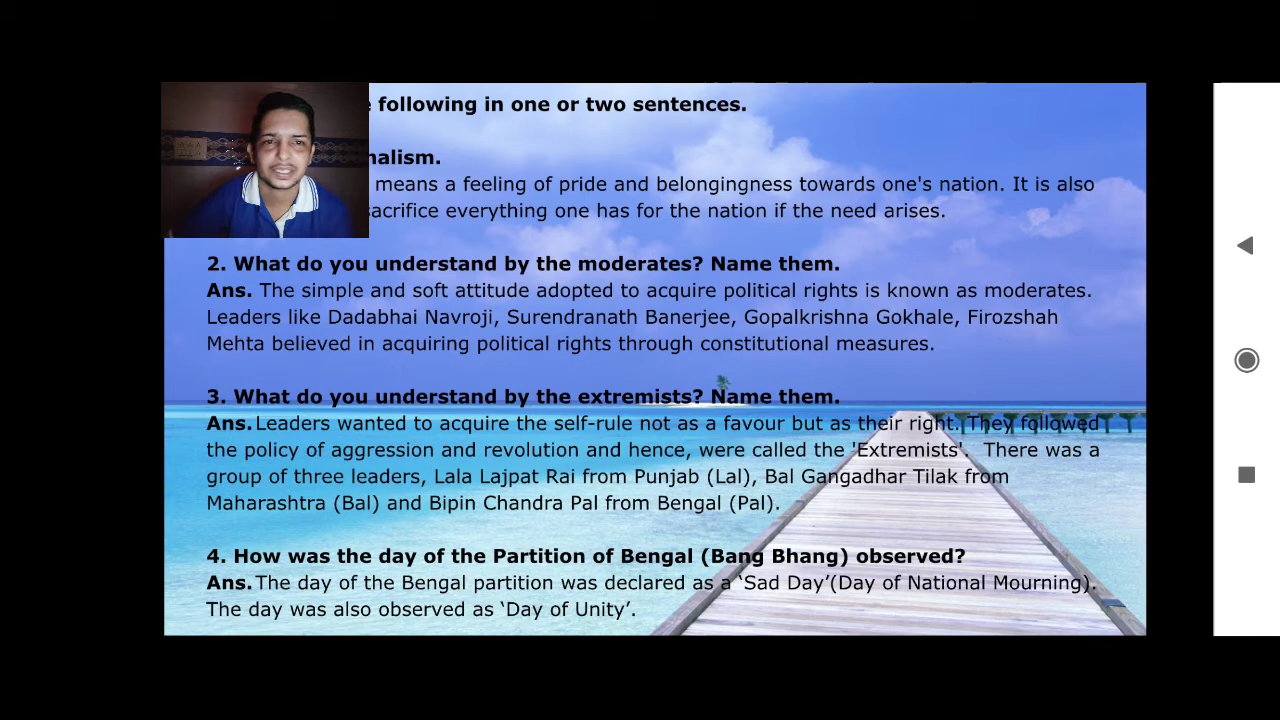 following in one or two sentences.
means a feeling of pride and belongingness towards one's nation. It is also
sacrifice everything one has for the nation if the need arises.
2. What do you understand by the moderates? Name them.
Ans. The simple and soft attitude adopted to acquire political rights is known as moderates.
Leaders like Dadabhai Navroji, Surendranath Banerjee, Gopalkrishna Gokhale, Firozshah
Mehta believed in acquiring political rights through constitutional measures.
3. What do you understand by the extremists? Name them.
Ans. Leaders wanted to acquire the self-rule not as a favour but as their right. They followed
the policy of aggression and revolution and hence, were called the 'Extremists'. There was a
group of three leaders, Lala Lajpat Rai from Punjab (Lal), Bal Gangadhar Tilak from
Maharashtra (Bal) and Bipin Chandra Pal from Bengal (Pal).
4. How was the day of the Partition of Bengal (Bang Bhang) observed?
Ans. The day of the Bengal partition was declared as a ‘Sad Day’(Day of National Mourning).
The day was also observed as ‘Day of Unity’.